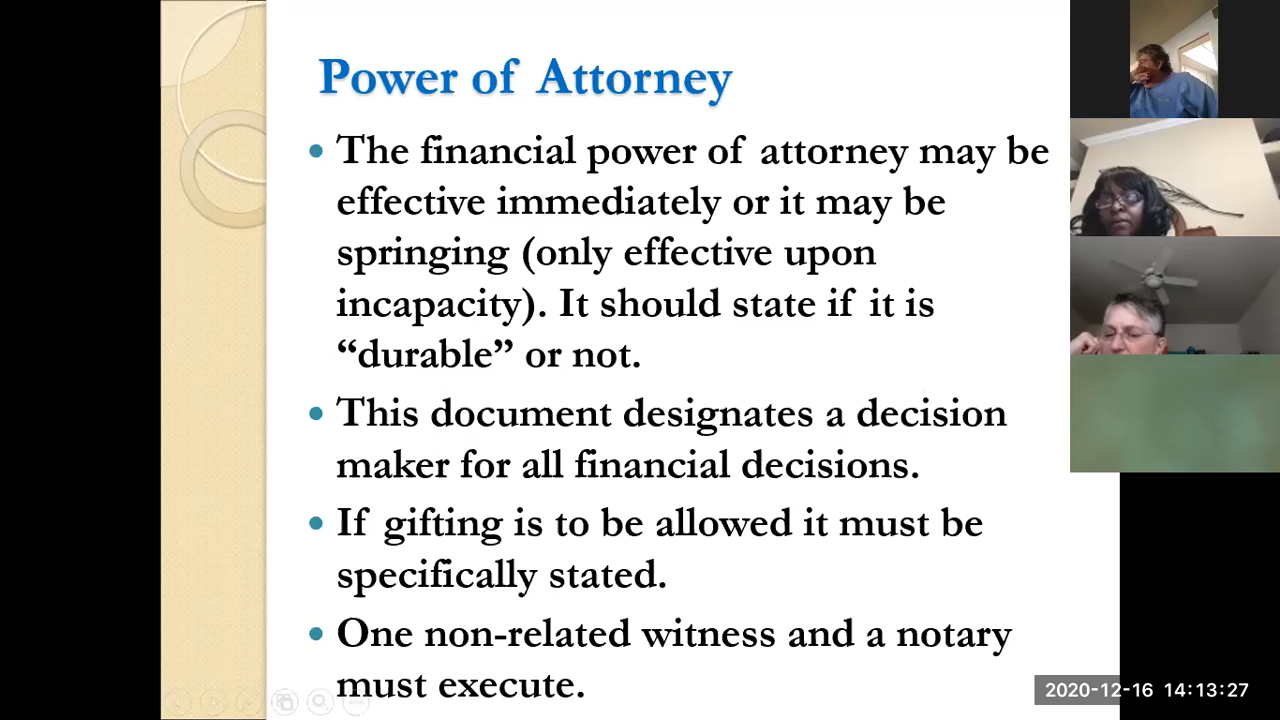 Power of Attorney
• The financial power of attorney may be
effective immediately or it may be
springing (only effective upon
incapacity). It should state if it is
“durable” or not.
• This document designates a decision
maker for all financial decisions.
• If gifting is to be allowed it must be
specifically stated.
• One non-related witness and a notary
must execute.
2020-12-16 14:13:27